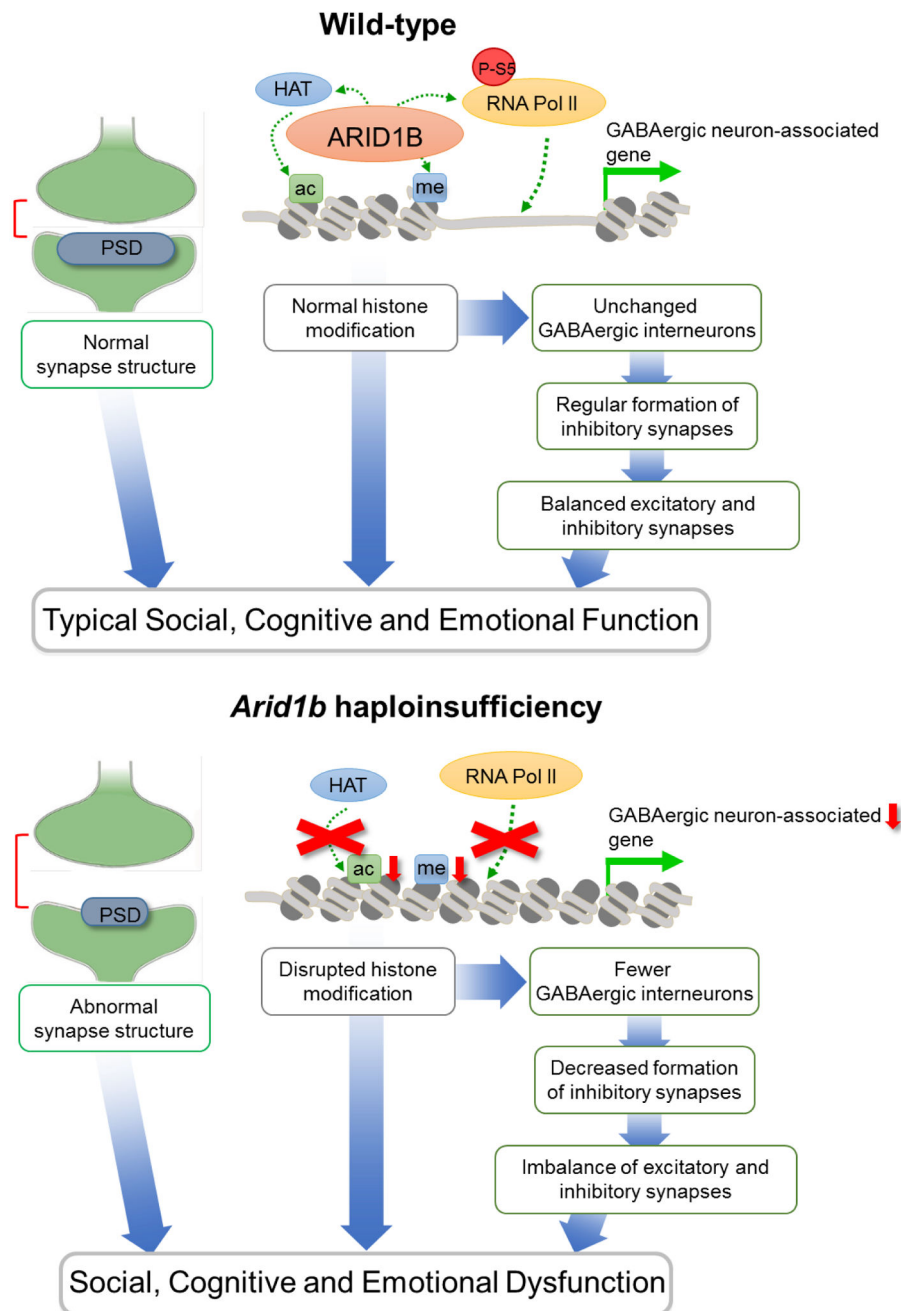 Wild-type
P-S5
HAT
RNA Pol II
ARID1B
GABAergic neuron-associated
gene
ac
me
PSD
Normal
synapse structure
Normal histone
modification
Unchanged
GABAergic interneurons
Regular formation of
inhibitory synapses
Balanced excitatory and
inhibitory synapses
Typical Social, Cognitive and Emotional Function
Arid1b haploinsufficiency
HAT
RNA Pol II
GABAergic neuron-associated
gene
ac
me
PSD
Abnormal
synapse structure
Disrupted histone
modification
Fewer
GABAergic interneurons
Decreased formation
of inhibitory synapses
Imbalance of excitatory and
inhibitory synapses
Social, Cognitive and Emotional Dysfunction